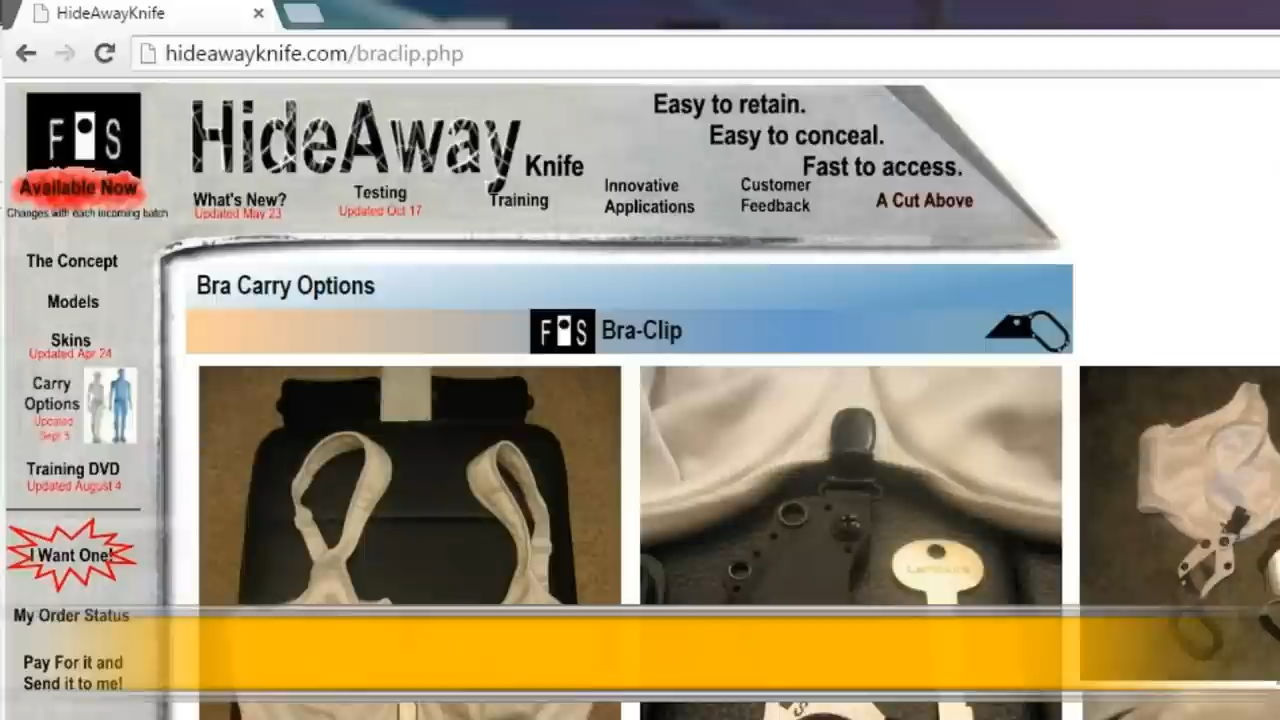 HideAwayKnife
hideawayknife.com/braclip.php
FS
Available Now
Changes with each incoming batch
HideAway Knife
Easy to retain.
Easy to conceal.
Fast to access.
What's New?
Updated May 23
Testing
Updated Oct 17
Training
Innovative
Applications
Customer
Feedback
A Cut Above
The Concept
Models
Skins
Updated Apr 24
Carry
Options
Updated
Sept 5
Training DVD
Updated August 4
I Want One!
My Order Status
Pay For it and
Send it to me!
Bra Carry Options
FS Bra-Clip